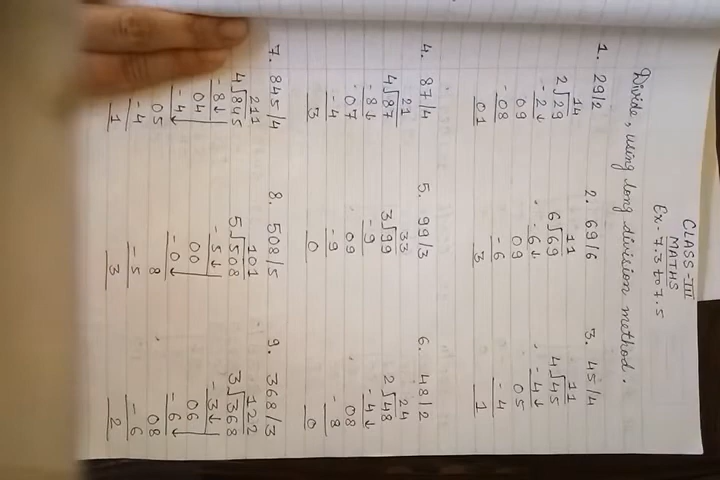 CLASS-III
MATHS
Ex-7.3 to 7.5
Divide, using long division method.
1. 29/2 2. 69/6 3. 45/4
14 11 11
2)29 6)69 4)45
-2↓ -6↓ -4↓
09 09 05
-08 -6 -4
01 3 1
4. 87/4 5. 99/3 6. 48/2
21 33 24
4)87 3)99 2)48
-8↓ -9 -4↓
07 09 08
-4 -9 -8
3 0 0
7. 845/4 8. 508/5 9. 368/3
211 101 122
4)845 5)508 3)368
-8↓ -5↓ -3↓
04 00 06
-4↓ -0↓ -6↓
05 8 08
-4 -5 -6
1 3 2